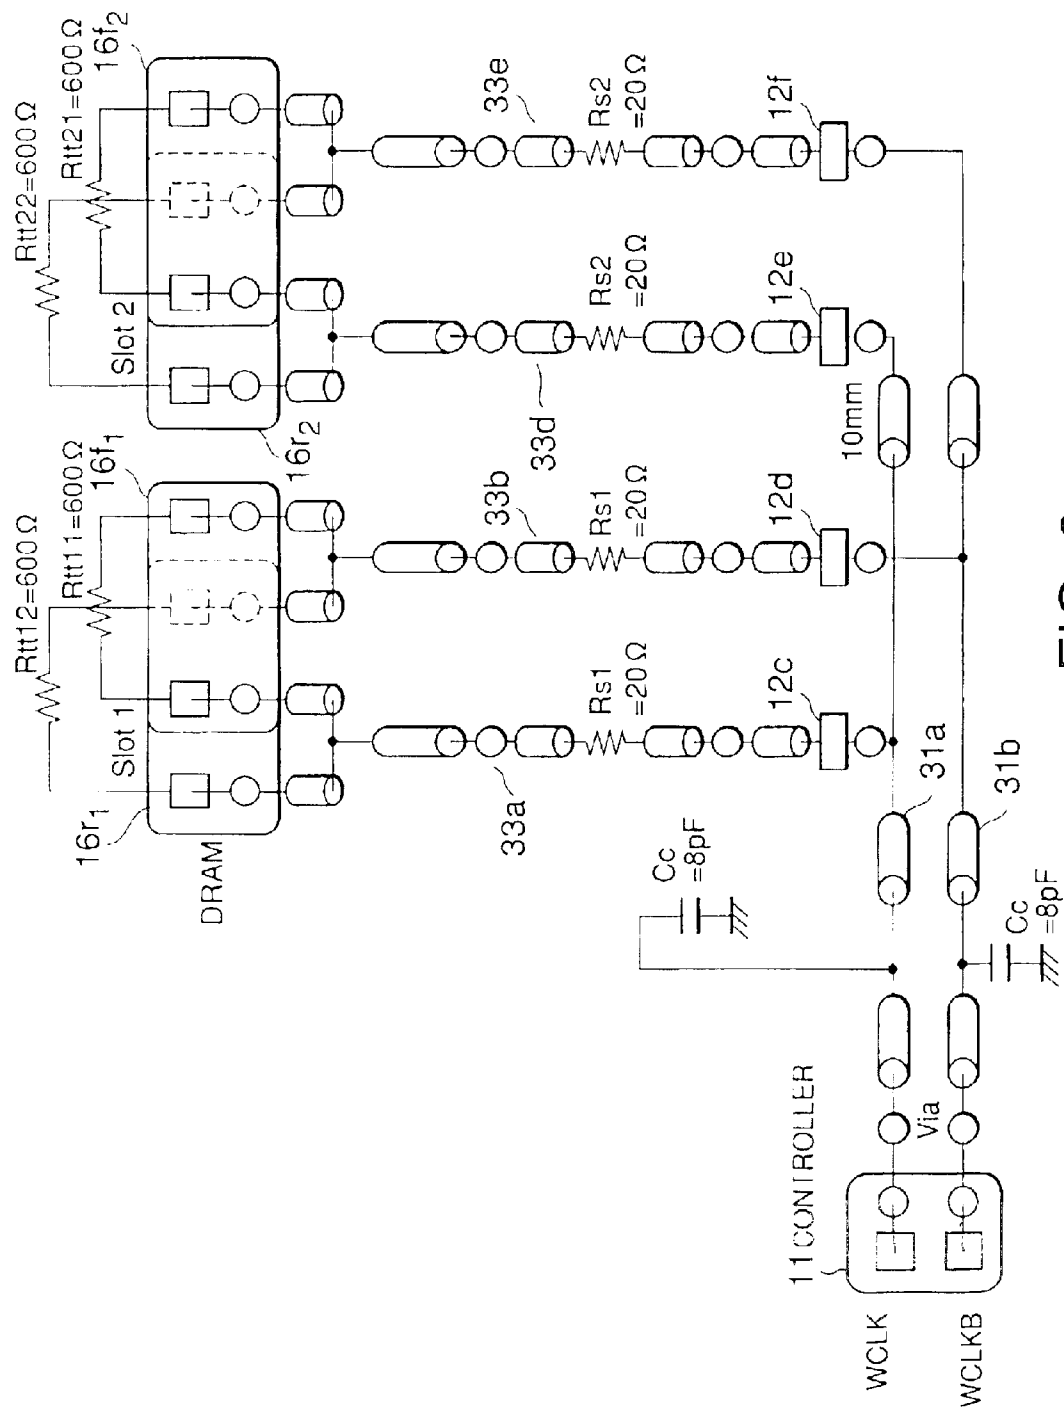 Rtt12=600Ω
Rtt11=600Ω
16f1
Rtt22=600Ω
Rtt21=600Ω
16f2
16r1
Slot 1
16r2
Slot 2
DRAM
33a
33b
33d
33e
Rs1
=20Ω
Rs1
=20Ω
Rs2
=20Ω
Rs2
=20Ω
12c
12d
12e
12f
10mm
Cc
=8pF
31a
31b
Cc
=8pF
11 CONTROLLER
Via
WCLK
WCLKB